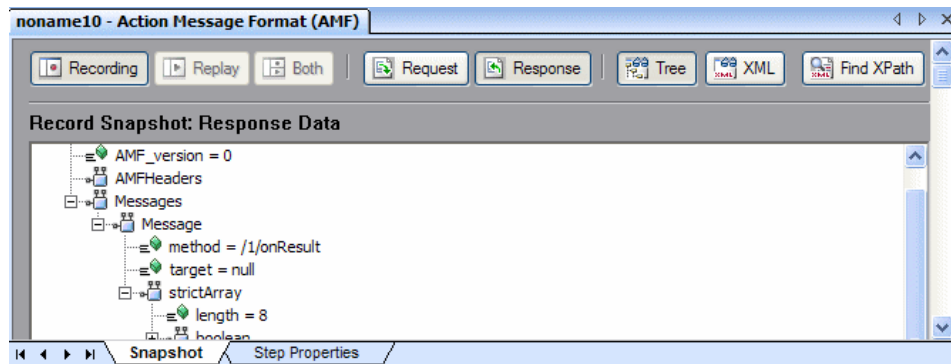 noname10 - Action Message Format (AMF)
Recording Replay Both Request Response Tree XML Find XPath
Record Snapshot: Response Data
AMF_version = 0
AMFHeaders
Messages
Message
method = /1/onResult
target = null
strictArray
length = 8
boolean
Snapshot Step Properties